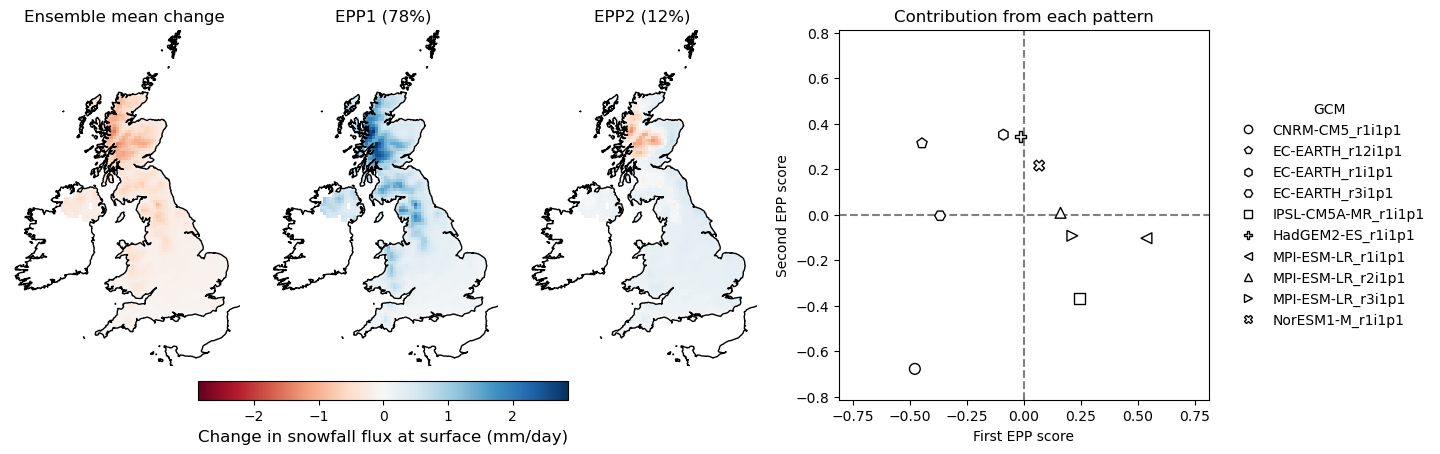 Ensemble mean change
EPP1 (78%)
EPP2 (12%)
Contribution from each pattern
−2
−1
0
1
2
Change in snowfall flux at surface (mm/day)
Second EPP score
0.8
0.6
0.4
0.2
0.0
−0.2
−0.4
−0.6
−0.8
−0.75
−0.50
−0.25
0.00
0.25
0.50
0.75
First EPP score
GCM
CNRM-CM5_r1i1p1
EC-EARTH_r12i1p1
EC-EARTH_r1i1p1
EC-EARTH_r3i1p1
IPSL-CM5A-MR_r1i1p1
HadGEM2-ES_r1i1p1
MPI-ESM-LR_r1i1p1
MPI-ESM-LR_r2i1p1
MPI-ESM-LR_r3i1p1
NorESM1-M_r1i1p1